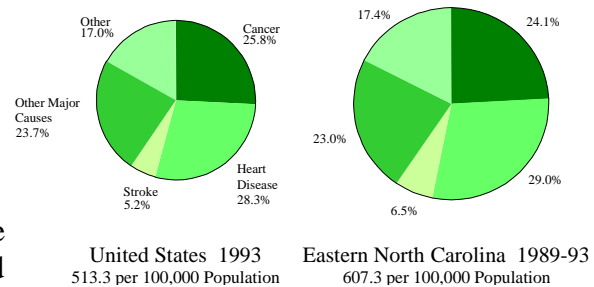 Other
17.0%
Cancer
25.8%
Other Major
Causes
23.7%
Stroke
5.2%
Heart
Disease
28.3%
17.4%
24.1%
23.0%
6.5%
29.0%
e
d
United States 1993
513.3 per 100,000 Population
Eastern North Carolina 1989-93
607.3 per 100,000 Population